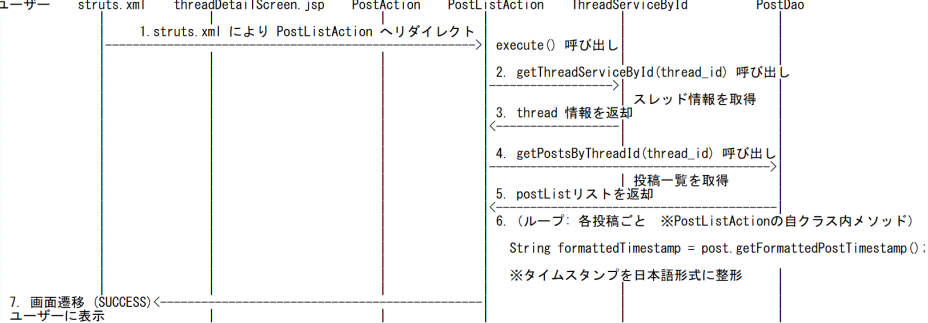 ユーザー struts.xml threadDetailScreen.jsp PostAction PostListAction ThreadServiceById PostDao
1.struts.xml により PostListAction へリダイレクト
execute() 呼び出し
2. getThreadServiceById(thread_id) 呼び出し
スレッド情報を取得
3. thread 情報を返却
4. getPostsByThreadId(thread_id) 呼び出し
投稿一覧を取得
5. postListリストを返却
6. (ループ: 各投稿ごと ※PostListActionの自クラス内メソッド)
String formattedTimestamp = post.getFormattedPostTimestamp();
※タイムスタンプを日本語形式に整形
7. 画面遷移 (SUCCESS)
ユーザーに表示